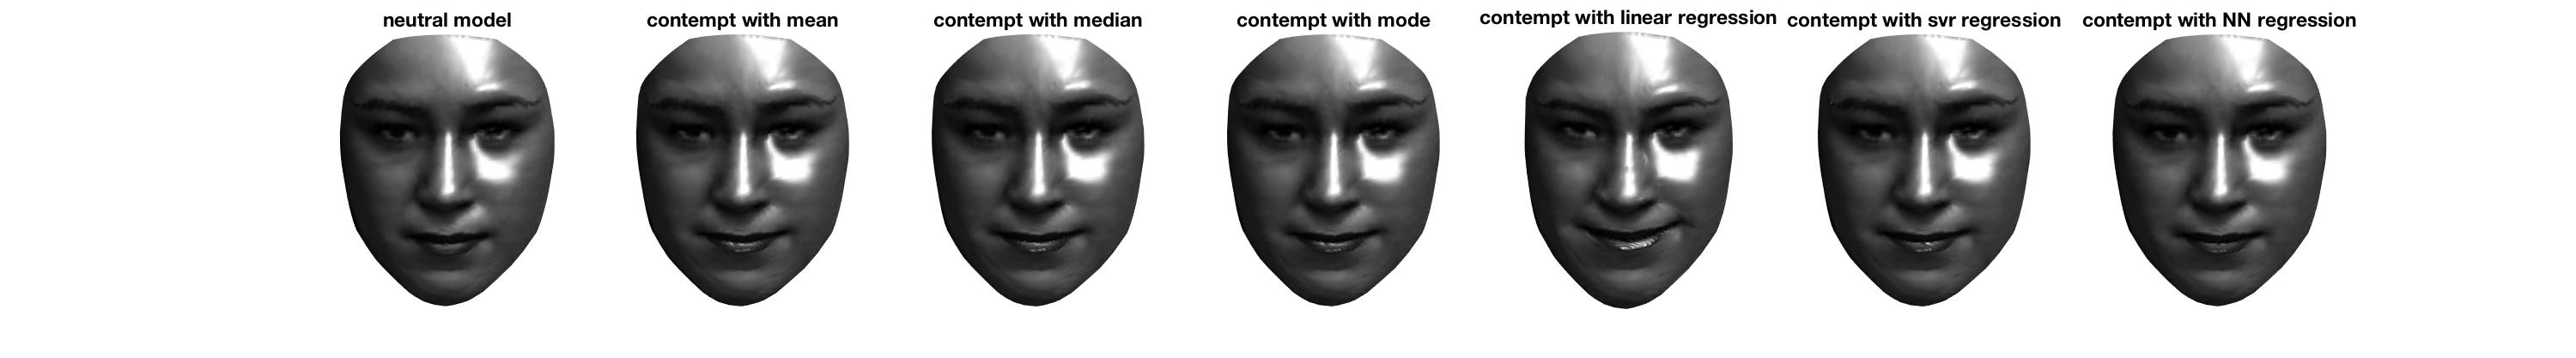 neutral model
contempt with mean
contempt with median
contempt with mode
contempt with linear regression
contempt with svr regression
contempt with NN regression